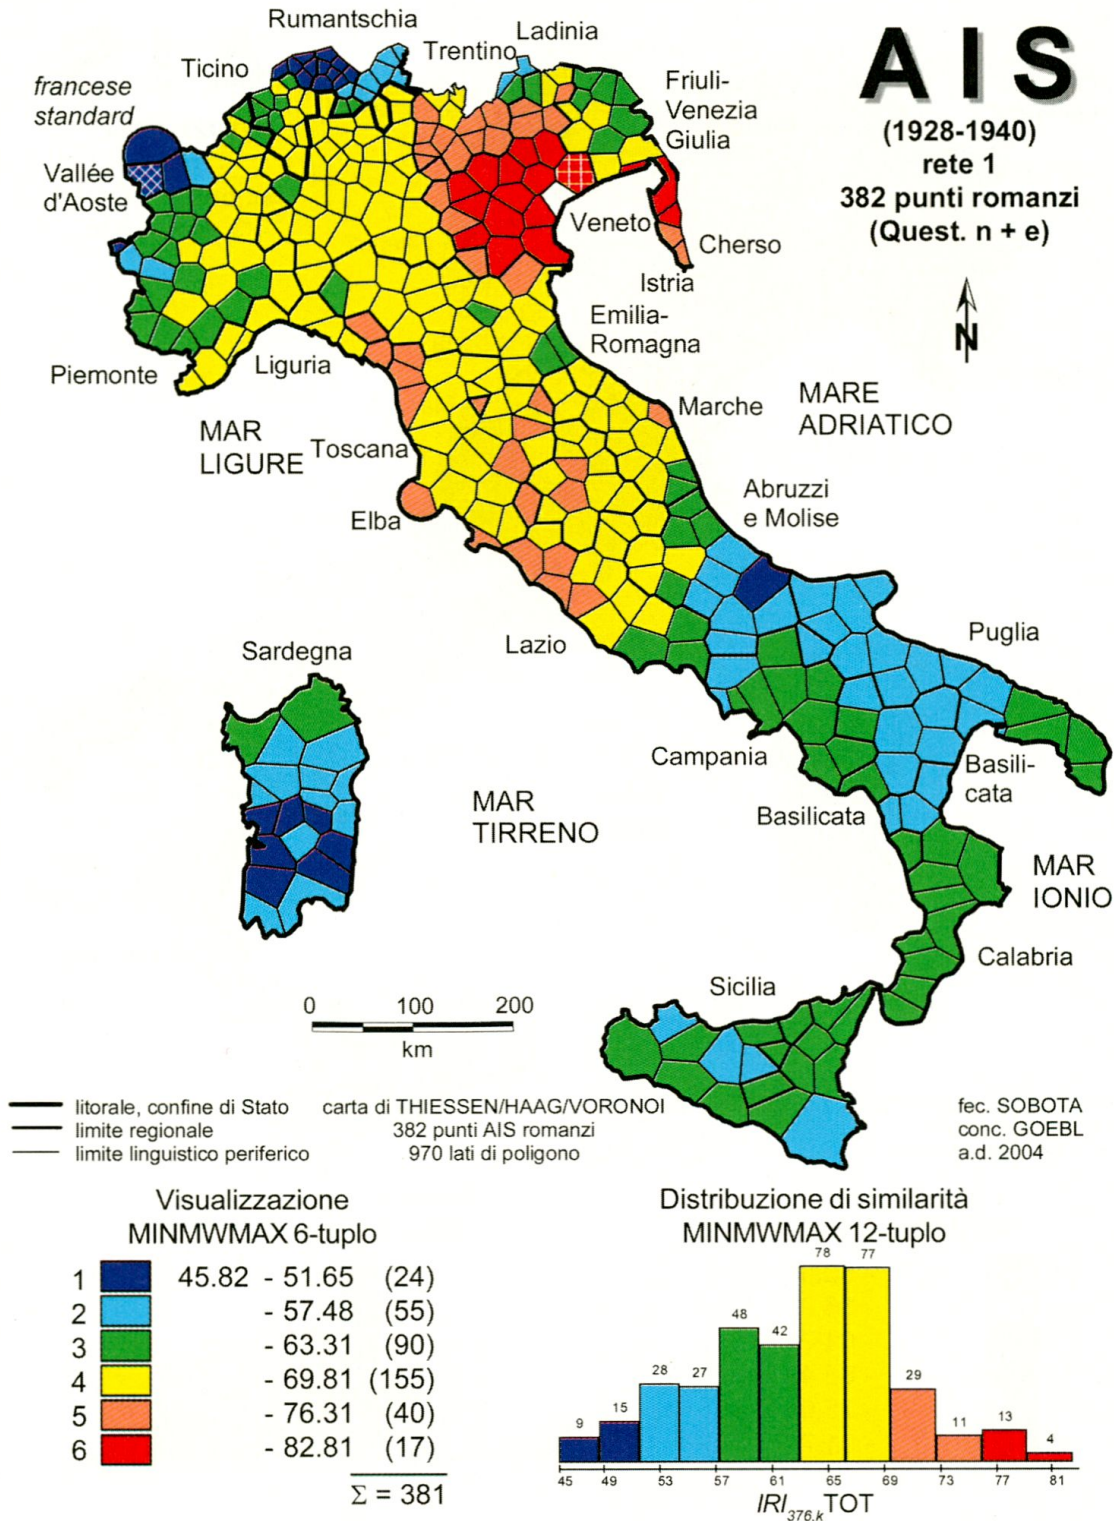 Rumantschia
Ladinia
Trentino
Ticino
francese
standard
Friuli-
Venezia
Giulia
Vallée
d'Aoste
Veneto
Cherso
Istria
Emilia-
Romagna
Piemonte
Liguria
Marche
MAR
LIGURE
Toscana
MARE
ADRIATICO
Elba
Abruzzi
e Molise
Lazio
Puglia
Sardegna
Campania
Basili-
cata
Basilicata
MAR
TIRRENO
MAR
IONIO
Calabria
Sicilia
A I S
(1928-1940)
rete 1
382 punti romanzi
(Quest. n + e)
N
0 100 200
km
litorale, confine di Stato
limite regionale
limite linguistico periferico
carta di THIESSEN/HAAG/VORONOI
382 punti AIS romanzi
970 lati di poligono
fec. SOBOTA
conc. GOEBL
a.d. 2004
Visualizzazione
MINMWMAX 6-tuplo
1 45.82 - 51.65 (24)
2 - 57.48 (55)
3 - 63.31 (90)
4 - 69.81 (155)
5 - 76.31 (40)
6 - 82.81 (17)
Σ = 381
Distribuzione di similarità
MINMWMAX 12-tuplo
9 15 28 27 48 42 78 77 29 11 13 4
45 49 53 57 61 65 69 73 77 81
IRI376,kTOT